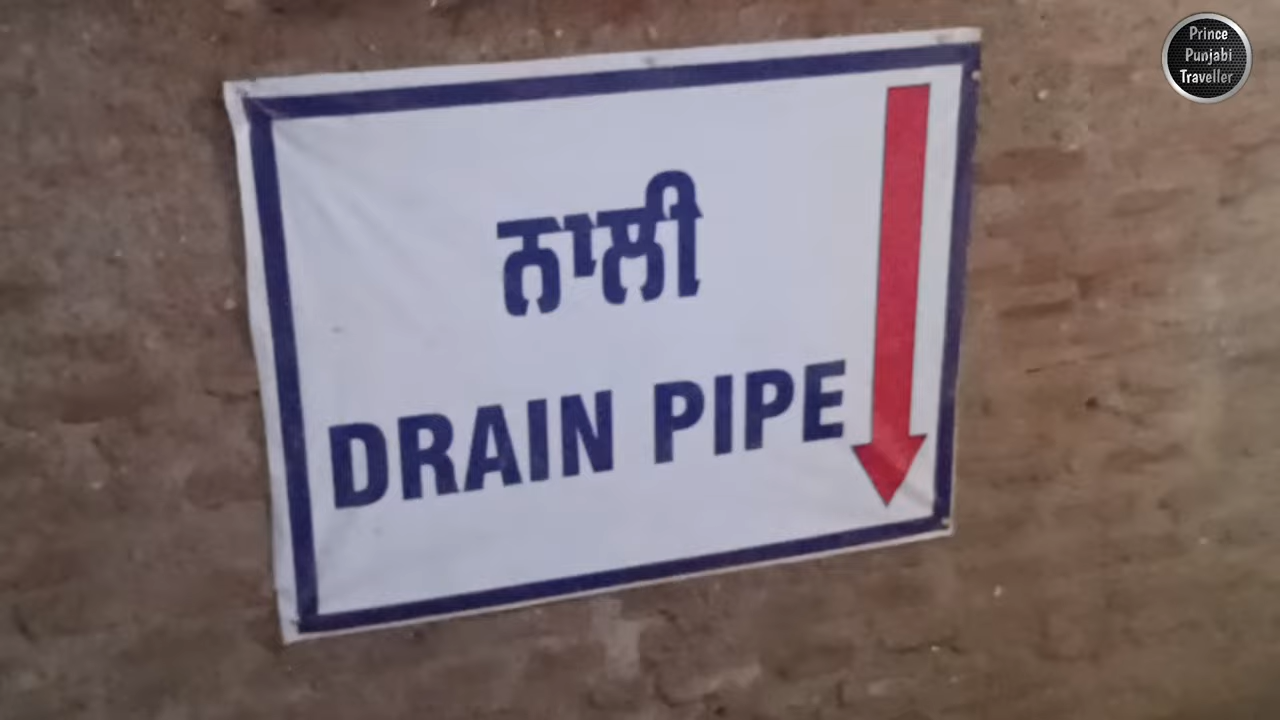 Prince
Punjabi
Traveller
ਨਾਲੀ
DRAIN PIPE